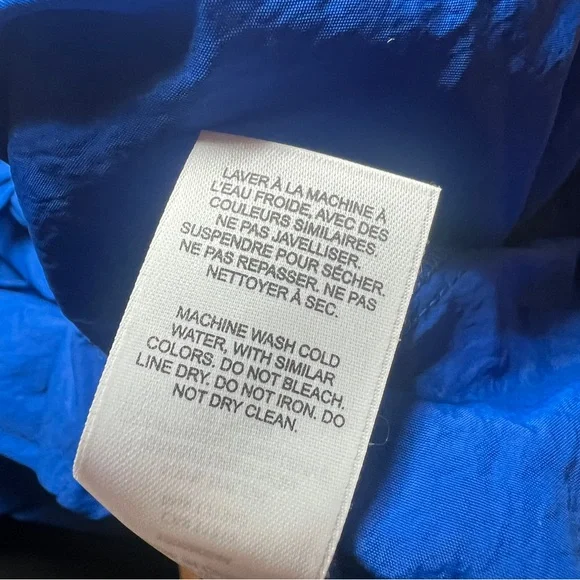 LAVER À LA MACHINE À
L'EAU FROIDE, AVEC DES
COULEURS SIMILAIRES.
NE PAS JAVELLISER.
SUSPENDRE POUR SÉCHER.
NE PAS REPASSER. NE PAS
NETTOYER À SEC.
MACHINE WASH COLD
WATER, WITH SIMILAR
COLORS. DO NOT BLEACH.
LINE DRY. DO NOT IRON. DO
NOT DRY CLEAN.